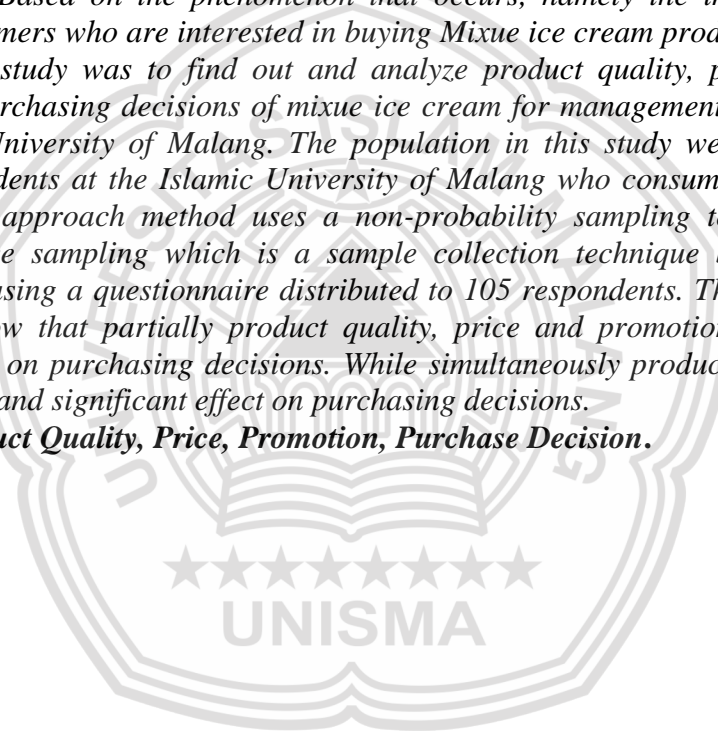 Based on the phenomenon that occurs, namely the
mers who are interested in buying Mixue ice cream prod
study was to find out and analyze product quality, p
rchasing decisions of mixue ice cream for management
niversity of Malang. The population in this study we
dents at the Islamic University of Malang who consum
approach method uses a non-probability sampling t
e sampling which is a sample collection technique
using a questionnaire distributed to 105 respondents. Th
ow that partially product quality, price and promotion
on purchasing decisions. While simultaneously produc
and significant effect on purchasing decisions.
uct Quality, Price, Promotion, Purchase Decision.
UNIVERSITAS ISLAM MALANG
UNISMA